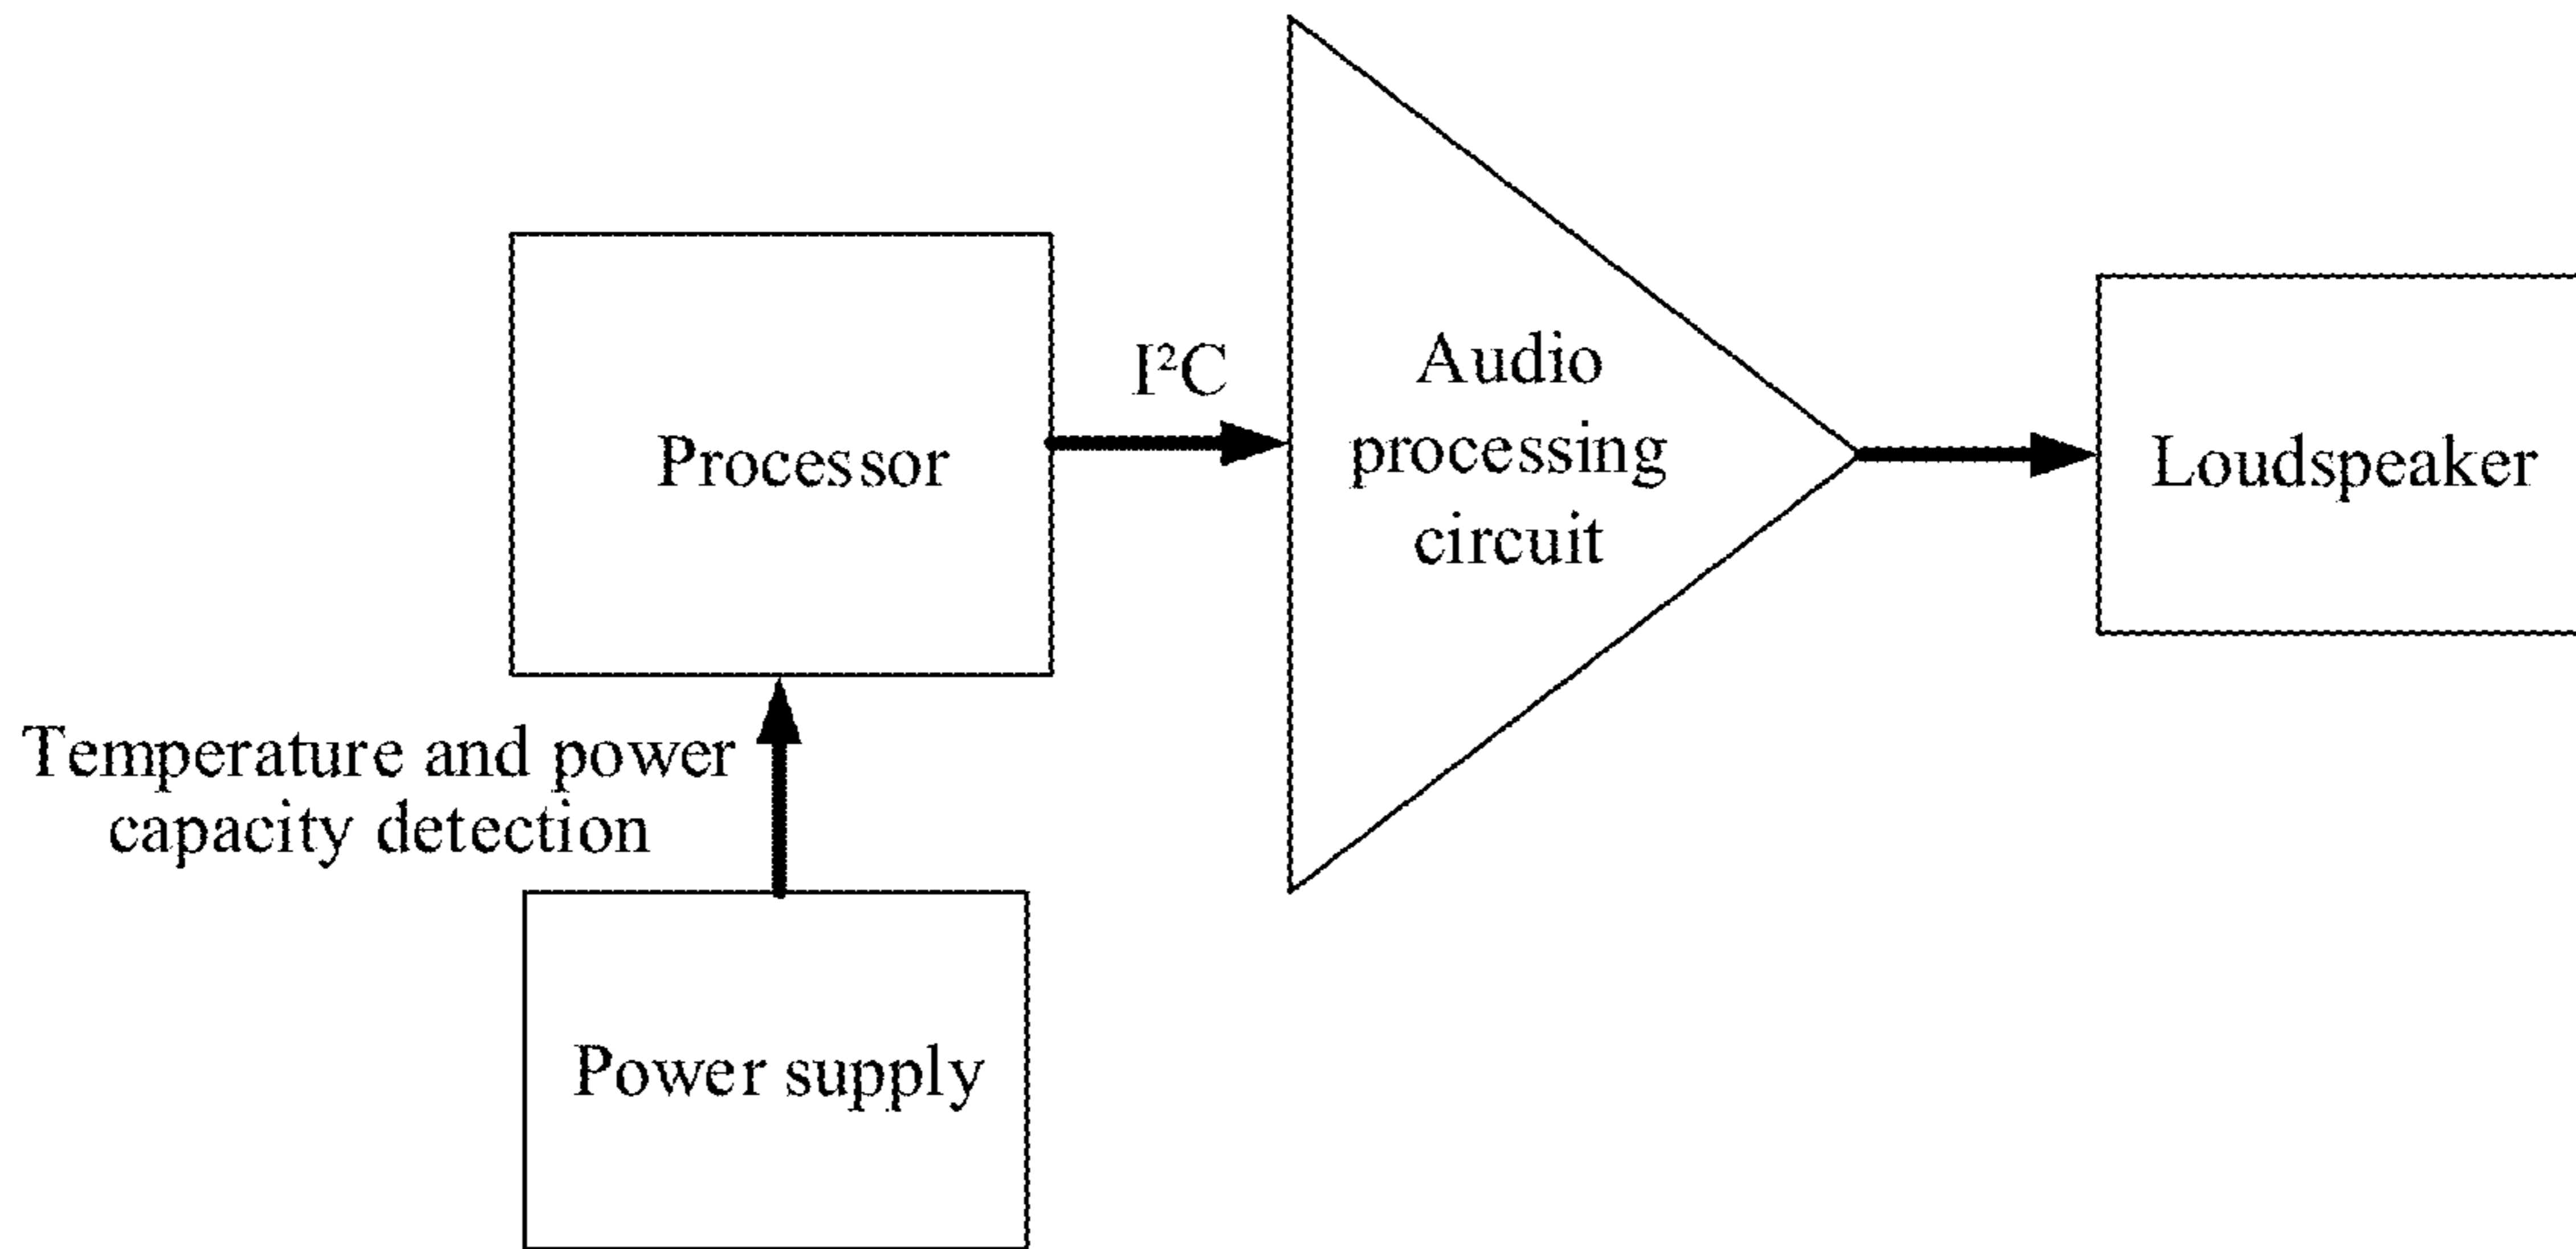 I²C
Audio
processing
circuit
Processor
Loudspeaker
Temperature and power
capacity detection
Power supply